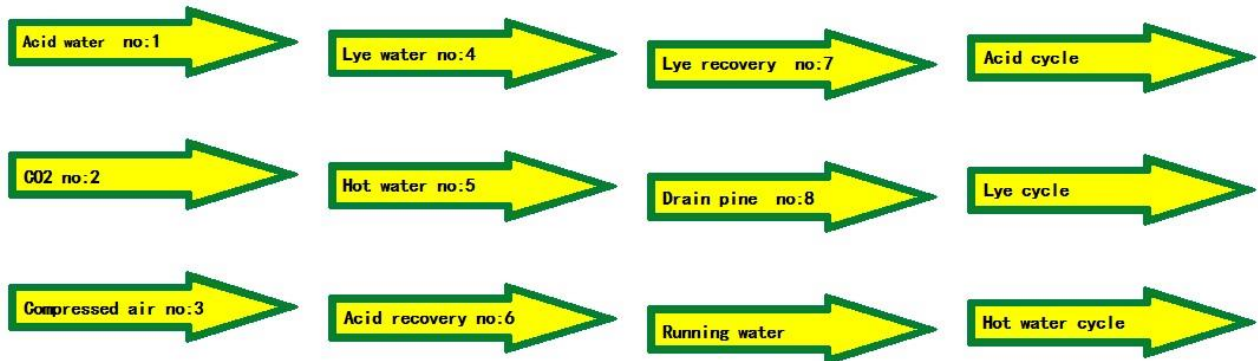 Acid water no:1
CO2 no:2
Compressed air no:3
Lye water no:4
Hot water no:5
Acid recovery no:6
Lye recovery no:7
Drain pine no:8
Running water
Acid cycle
Lye cycle
Hot water cycle